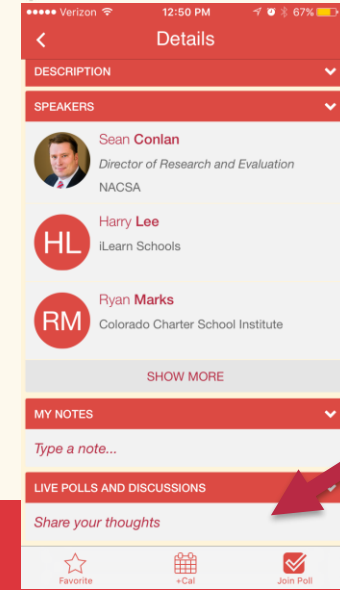 Verizon 12:50 PM 67%
Details
DESCRIPTION
SPEAKERS
Sean Conlan
Director of Research and Evaluation
NACSA
HL
Harry Lee
iLearn Schools
RM
Ryan Marks
Colorado Charter School Institute
SHOW MORE
MY NOTES
Type a note...
LIVE POLLS AND DISCUSSIONS
Share your thoughts
Favorite +Cal Join Poll